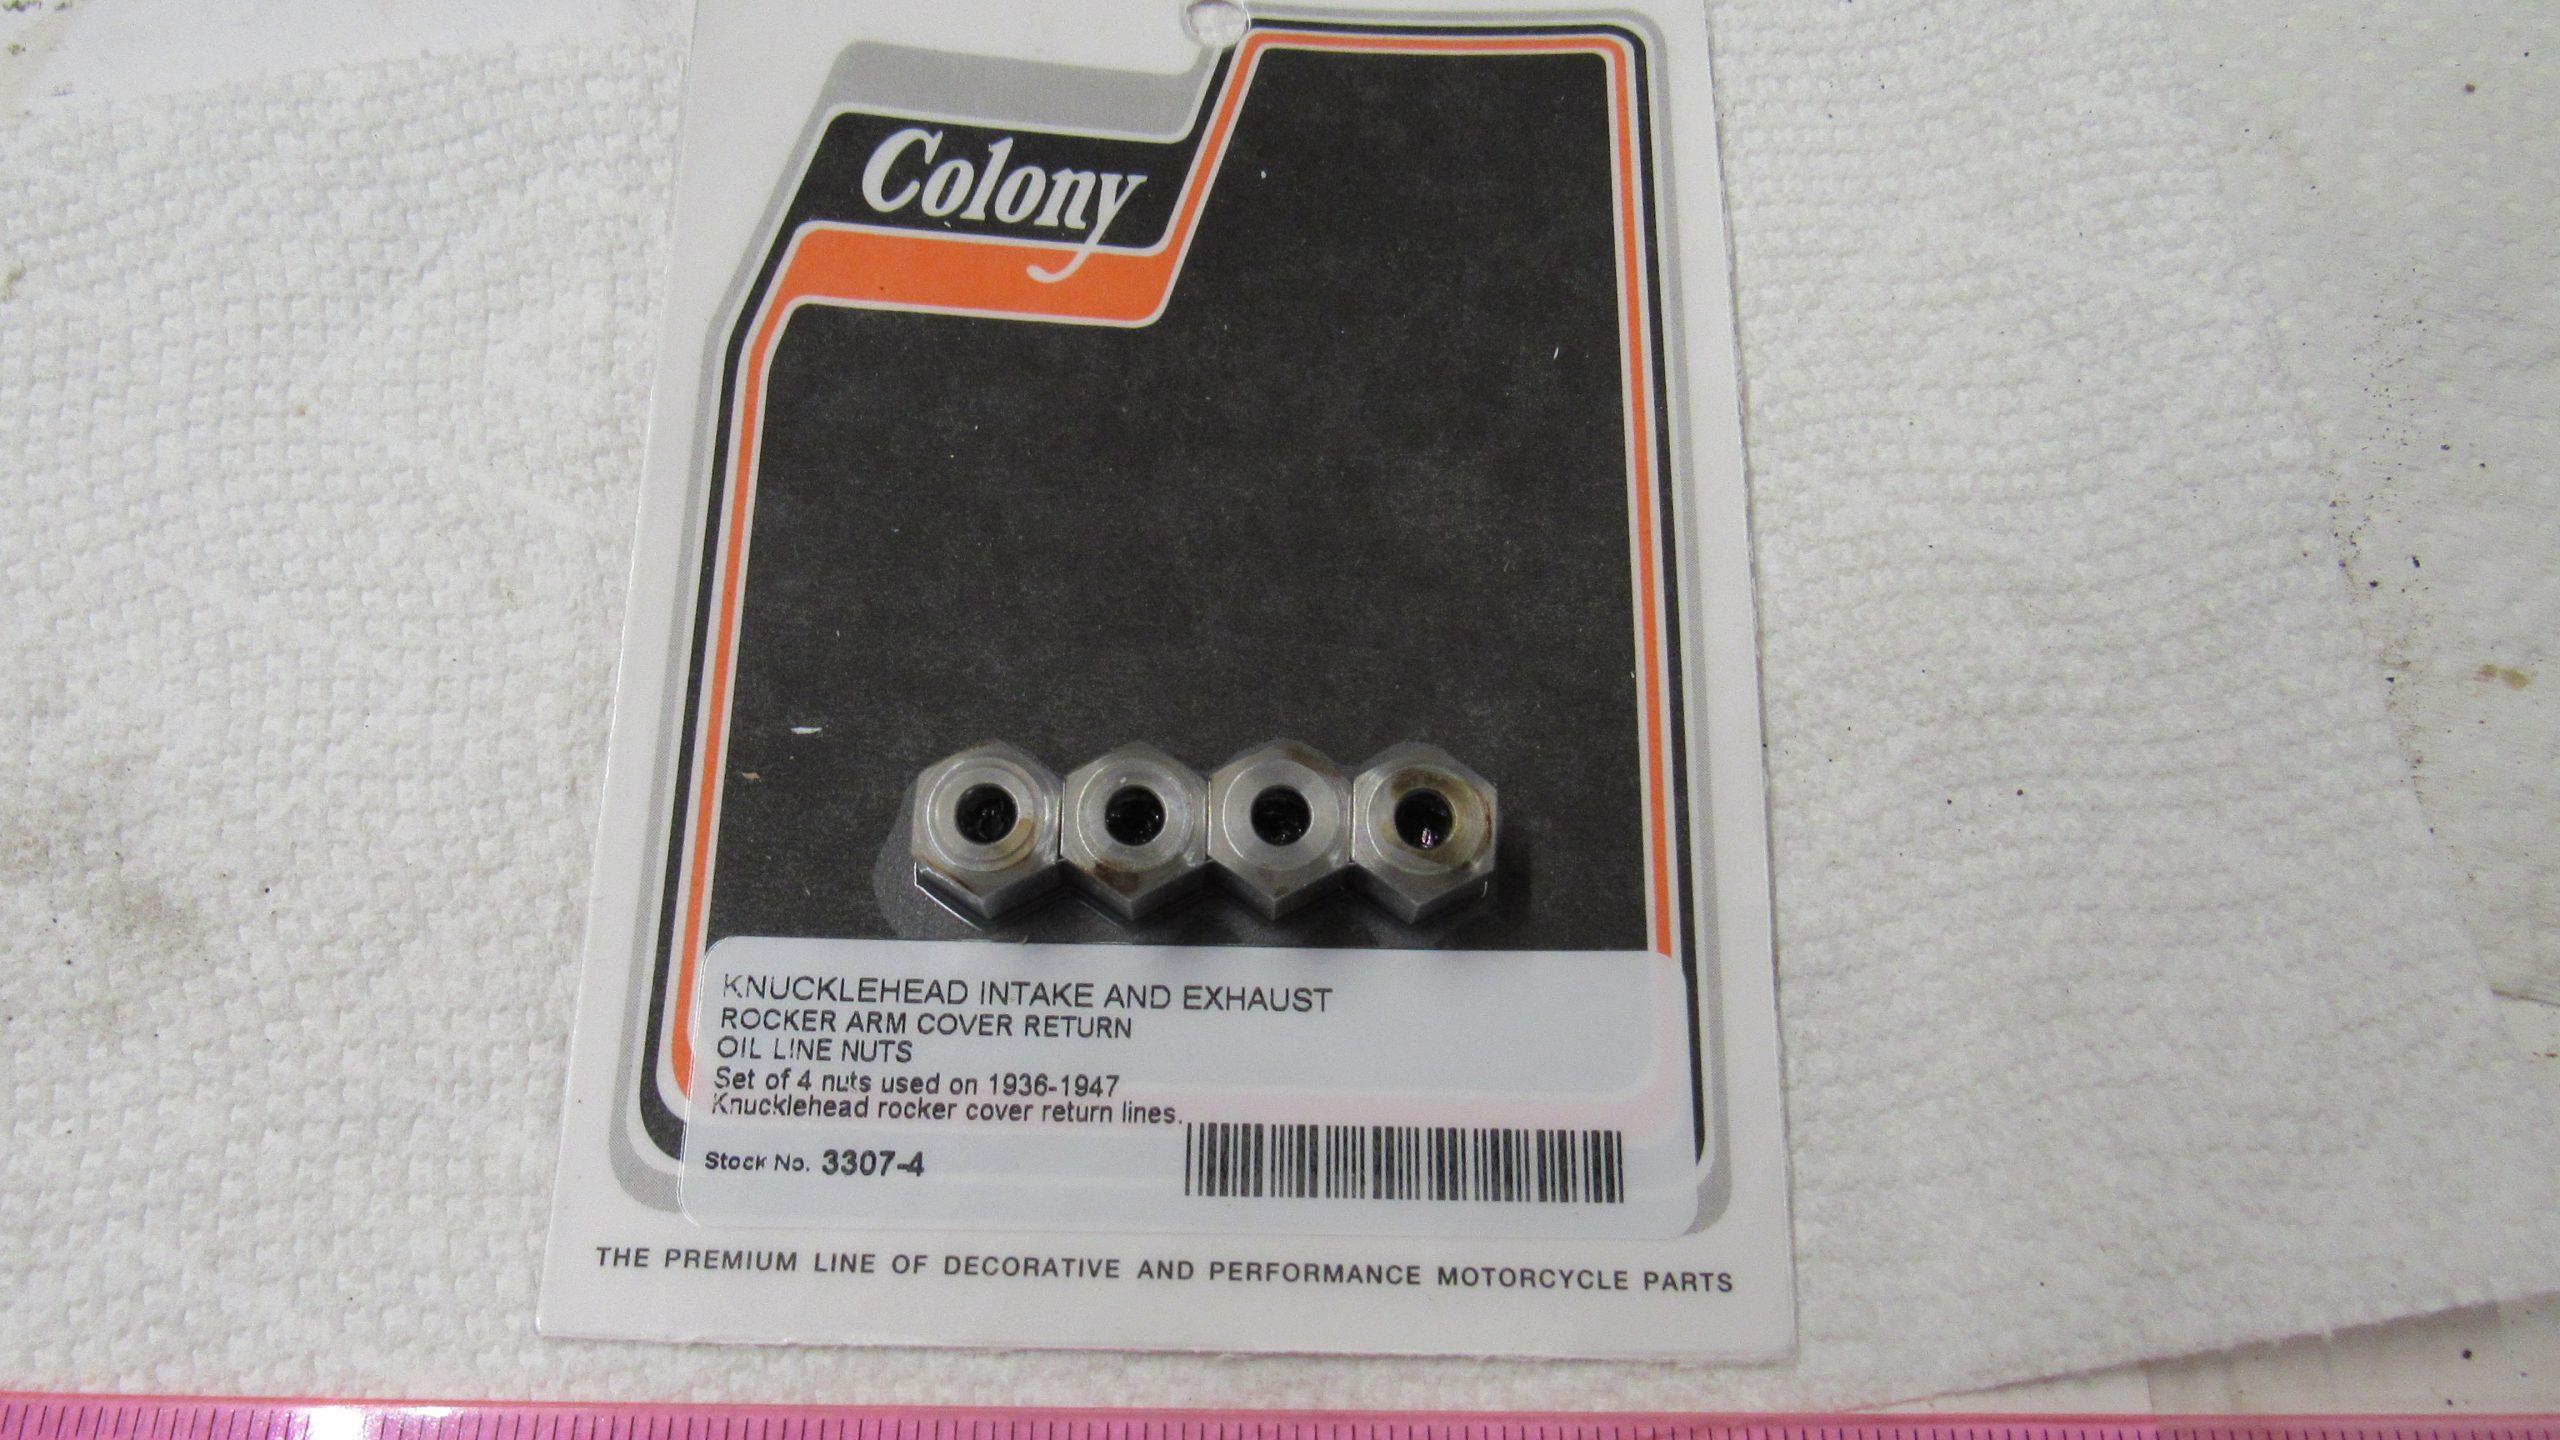 Colony
KNUCKLEHEAD INTAKE AND EXHAUST
ROCKER ARM COVER RETURN
OIL LINE NUTS
Set of 4 nuts used on 1936-1947
Knucklehead rocker cover return lines.
Stock No. 3307-4
THE PREMIUM LINE OF DECORATIVE AND PERFORMANCE MOTORCYCLE PARTS